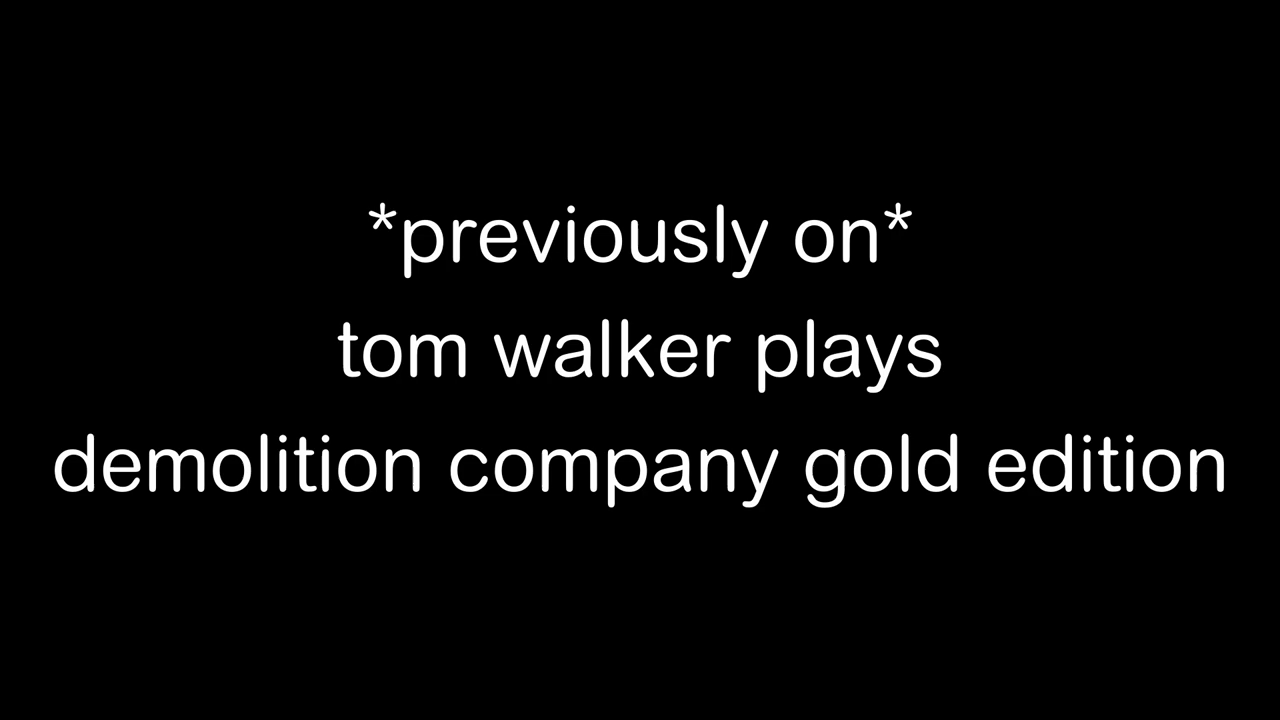 *previously on*
tom walker plays
demolition company gold edition